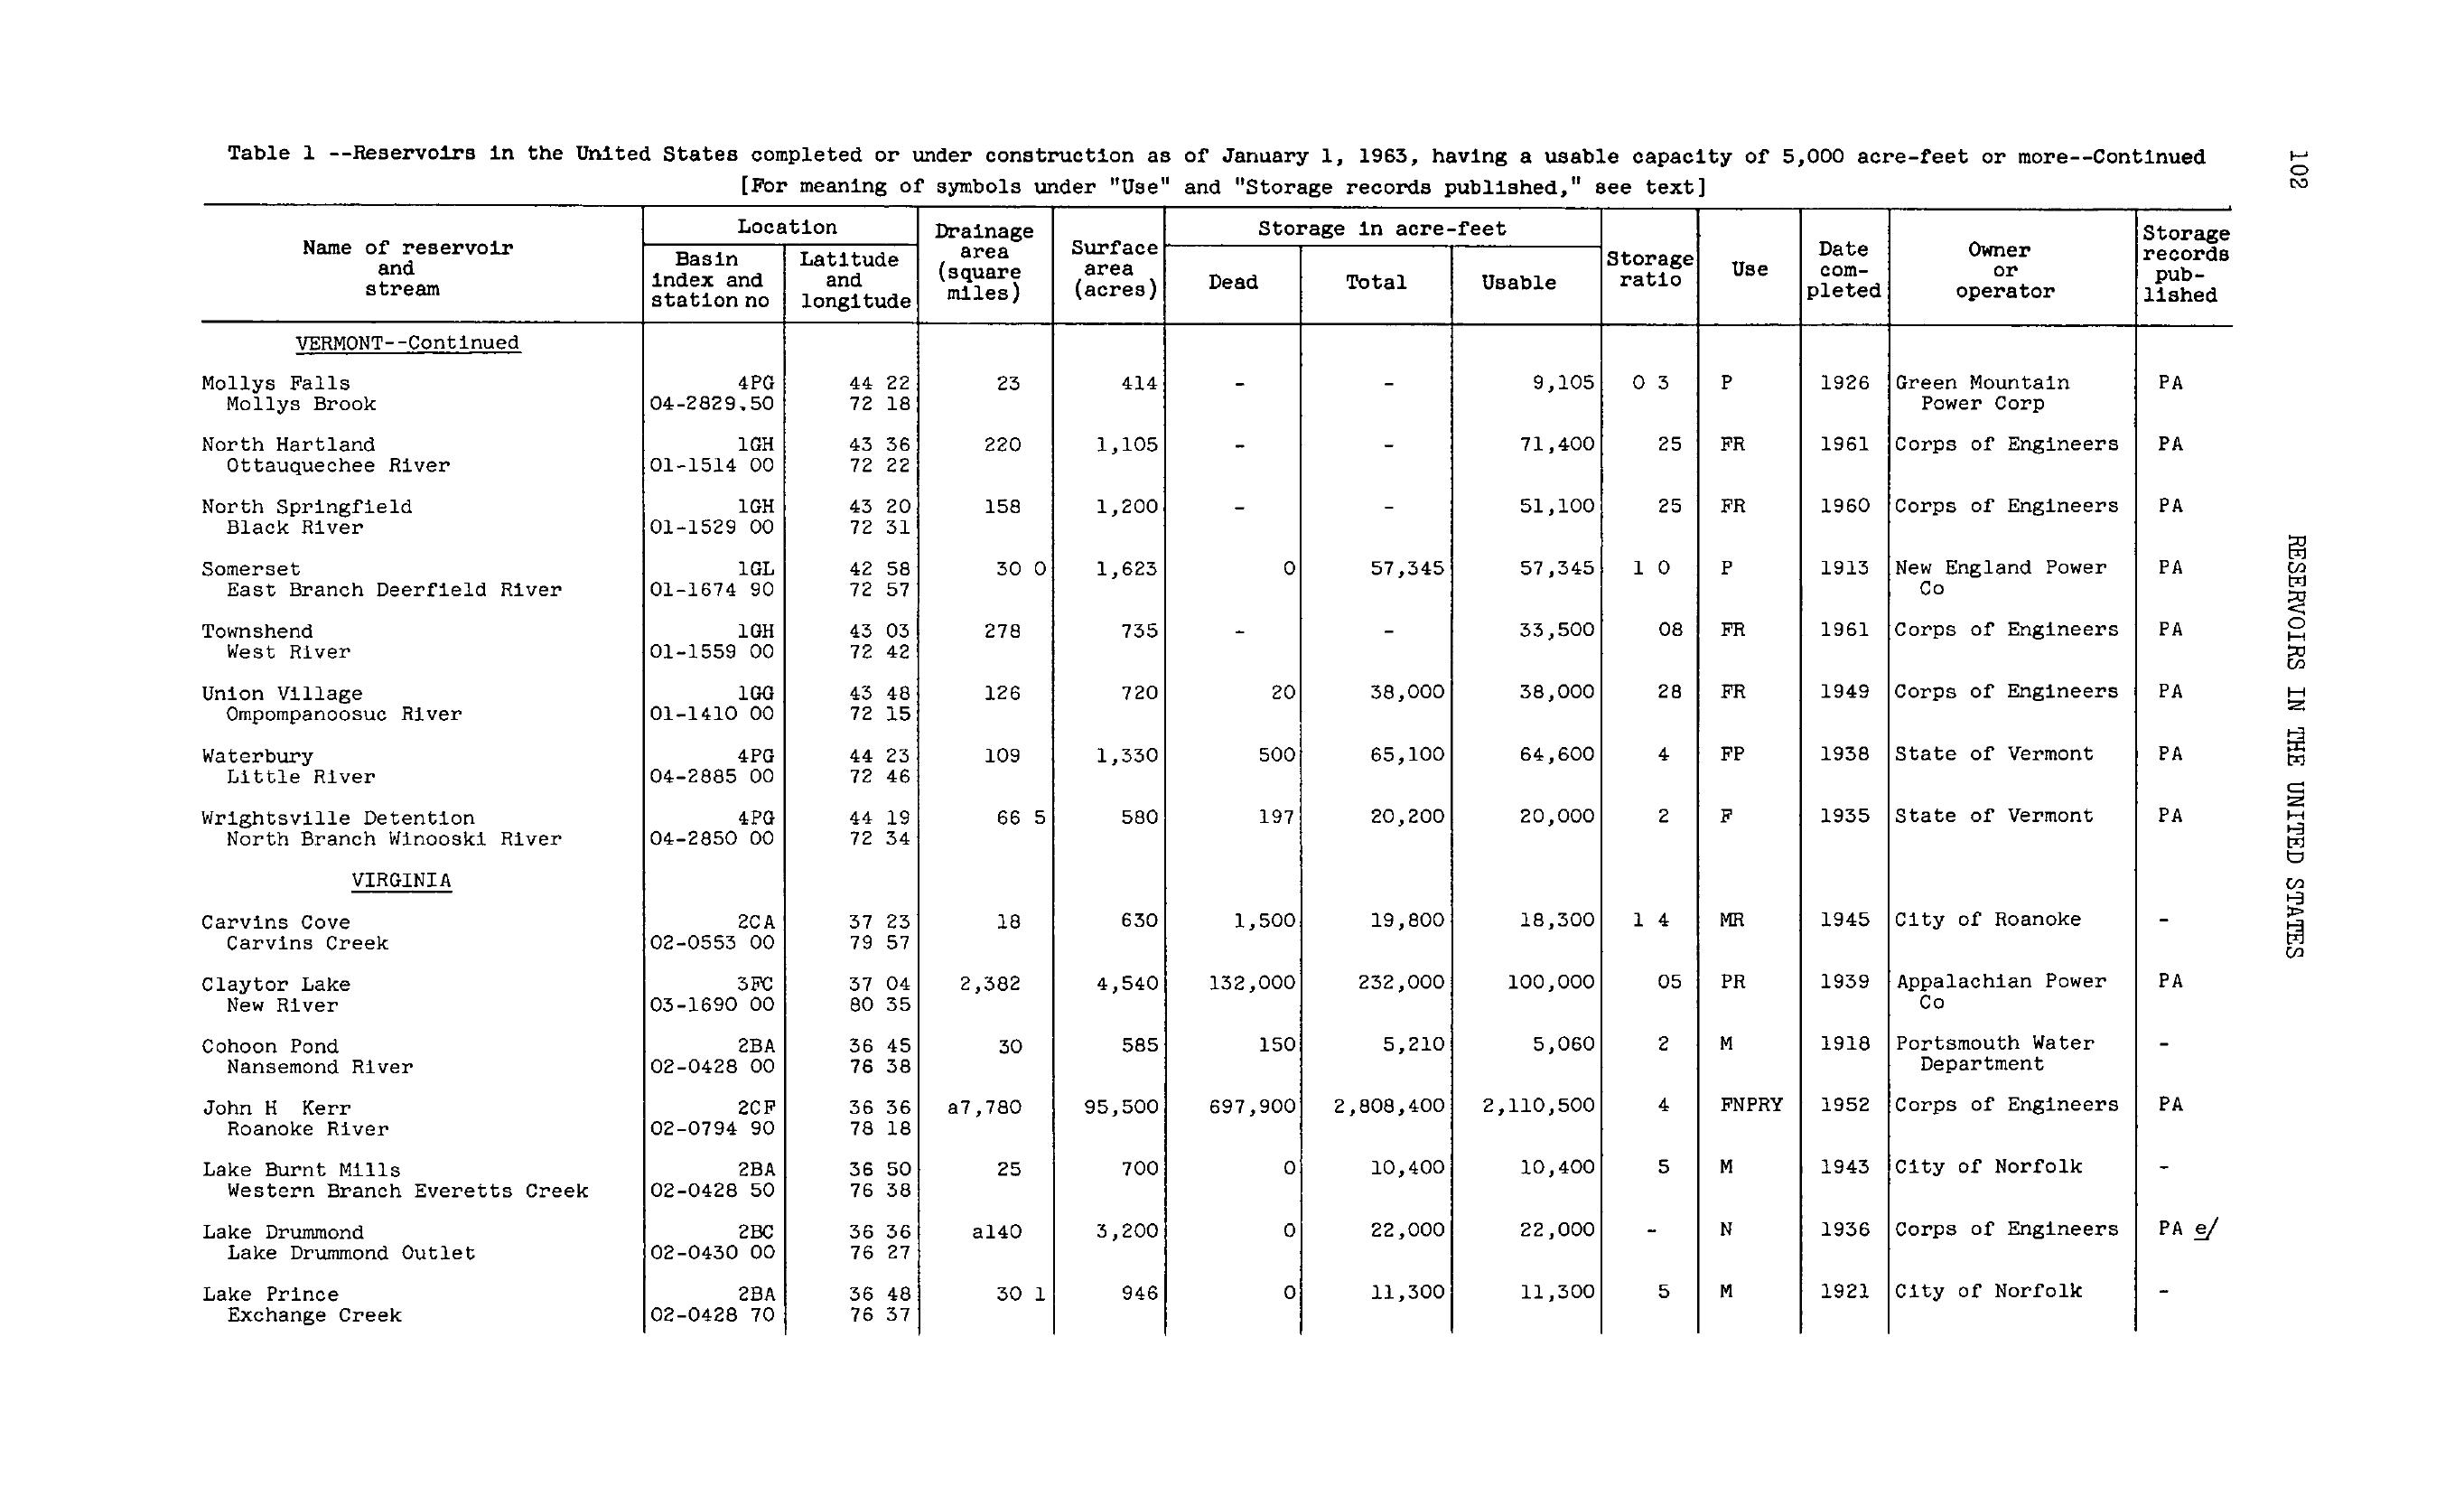 Table 1 --Reservoirs in the United States completed or under construction as of January 1, 1963, having a usable capacity of 5,000 acre-feet or more--Continued
[For meaning of symbols under "Use" and "Storage records published," see text]
102
Name of reservoir and stream | Location | Drainage area (square miles) | Surface area (acres) | Storage in acre-feet | Storage ratio | Use | Date com-pleted | Owner or operator | Storage records pub-lished
Basin index and station no | Latitude and longitude | Dead | Total | Usable
VERMONT--Continued
Mollys Falls 4PG 44 22 23 414 - - 9,105 0 3 P 1926 Green Mountain PA
Mollys Brook 04-2829.50 72 18 Power Corp
North Hartland 1GH 43 36 220 1,105 - - 71,400 25 FR 1961 Corps of Engineers PA
Ottauquechee River 01-1514 00 72 22
North Springfield 1GH 43 20 158 1,200 - - 51,100 25 FR 1960 Corps of Engineers PA
Black River 01-1529 00 72 31
Somerset 1GL 42 58 30 0 1,623 0 57,345 57,345 1 0 P 1913 New England Power PA
East Branch Deerfield River 01-1674 90 72 57 Co
Townshend 1GH 43 03 278 735 - - 33,500 08 FR 1961 Corps of Engineers PA
West River 01-1559 00 72 42
Union Village 1GG 43 48 126 720 20 38,000 38,000 28 FR 1949 Corps of Engineers PA
Ompompanoosuc River 01-1410 00 72 15
Waterbury 4PG 44 23 109 1,330 500 65,100 64,600 4 FP 1938 State of Vermont PA
Little River 04-2885 00 72 46
Wrightsville Detention 4PG 44 19 66 5 580 197 20,200 20,000 2 F 1935 State of Vermont PA
North Branch Winooski River 04-2850 00 72 34
VIRGINIA
Carvins Cove 2CA 37 23 18 630 1,500 19,800 18,300 1 4 MR 1945 City of Roanoke -
Carvins Creek 02-0553 00 79 57
Claytor Lake 3FC 37 04 2,382 4,540 132,000 232,000 100,000 05 PR 1939 Appalachian Power PA
New River 03-1690 00 80 35 Co
Cohoon Pond 2BA 36 45 30 585 150 5,210 5,060 2 M 1918 Portsmouth Water -
Nansemond River 02-0428 00 76 38 Department
John H Kerr 2CF 36 36 a7,780 95,500 697,900 2,808,400 2,110,500 4 FNPRY 1952 Corps of Engineers PA
Roanoke River 02-0794 90 78 18
Lake Burnt Mills 2BA 36 50 25 700 0 10,400 10,400 5 M 1943 City of Norfolk -
Western Branch Everetts Creek 02-0428 50 76 38
Lake Drummond 2BC 36 36 a140 3,200 0 22,000 22,000 - N 1936 Corps of Engineers PA e/
Lake Drummond Outlet 02-0430 00 76 27
Lake Prince 2BA 36 48 30 1 946 0 11,300 11,300 5 M 1921 City of Norfolk -
Exchange Creek 02-0428 70 76 37
RESERVOIRS IN THE UNITED STATES